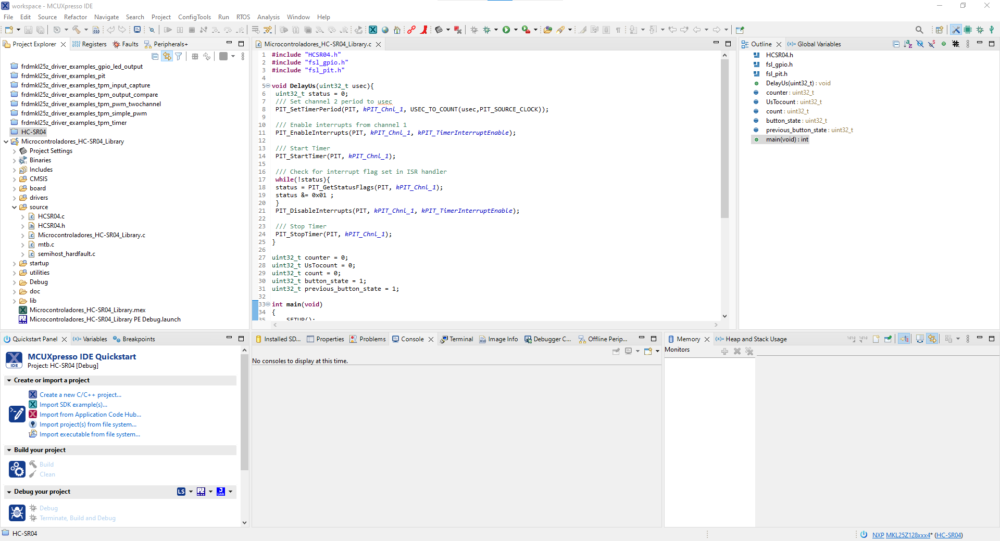 workspace - MCUXpresso IDE
File Edit Source Refactor Navigate Search Project ConfigTools Run RTOS Analysis Window Help
Project Explorer Registers Faults Peripherals+
frdmkl25z_driver_examples_gpio_led_output
frdmkl25z_driver_examples_pit
frdmkl25z_driver_examples_tpm_input_capture
frdmkl25z_driver_examples_tpm_output_compare
frdmkl25z_driver_examples_tpm_pwm_twochannel
frdmkl25z_driver_examples_tpm_simple_pwm
frdmkl25z_driver_examples_tpm_timer
HC-SR04
Microcontroladores_HC-SR04_Library
Project Settings
Binaries
Includes
CMSIS
board
drivers
source
HCSR04.c
HCSR04.h
Microcontroladores_HC-SR04_Library.c
mtb.c
semihost_hardfault.c
startup
utilities
Debug
doc
lib
Microcontroladores_HC-SR04_Library.mex
Microcontroladores_HC-SR04_Library PE Debug.launch
Microcontroladores_HC-SR04_Library.c
1 #include "HCSR04.h"
2 #include "fsl_gpio.h"
3 #include "fsl_pit.h"
4
5 void DelayUs(uint32_t usec){
6 uint32_t status = 0;
7 /// Set channel 2 period to usec
8 PIT_SetTimerPeriod(PIT, kPIT_Chnl_1, USEC_TO_COUNT(usec,PIT_SOURCE_CLOCK));
9
10 /// Enable interrupts from channel 1
11 PIT_EnableInterrupts(PIT, kPIT_Chnl_1, kPIT_TimerInterruptEnable);
12
13 /// Start Timer
14 PIT_StartTimer(PIT, kPIT_Chnl_1);
15
16 /// Check for interrupt flag set in ISR handler
17 while(!status){
18 status = PIT_GetStatusFlags(PIT, kPIT_Chnl_1);
19 status &= 0x01 ;
20 }
21 PIT_DisableInterrupts(PIT, kPIT_Chnl_1, kPIT_TimerInterruptEnable);
22
23 /// Stop Timer
24 PIT_StopTimer(PIT, kPIT_Chnl_1);
25 }
26
27 uint32_t counter = 0;
28 uint32_t UsTocount = 0;
29 uint32_t count = 0;
30 uint32_t button_state = 1;
31 uint32_t previous_button_state = 1;
32
33 int main(void)
34 {
35 SETUP();
Outline (x)= Global Variables
HCSR04.h
fsl_gpio.h
fsl_pit.h
DelayUs(uint32_t) : void
counter : uint32_t
UsTocount : uint32_t
count : uint32_t
button_state : uint32_t
previous_button_state : uint32_t
main(void) : int
Quickstart Panel (x)= Variables Breakpoints
IDE
MCUXpresso IDE Quickstart
Project: HC-SR04 [Debug]
Create or import a project
Create a new C/C++ project...
Import SDK example(s)...
Import from Application Code Hub...
Import project(s) from file system...
Import executable from file system...
Build your project
Build
Clean
Debug your project LS
Debug
Terminate, Build and Debug
Installed SD... Properties Problems Console Terminal Image Info Debugger C... Offline Perip...
No consoles to display at this time.
Memory (x)= Heap and Stack Usage
Monitors
HC-SR04
NXP MKL25Z128xxx4* (HC-SR04)